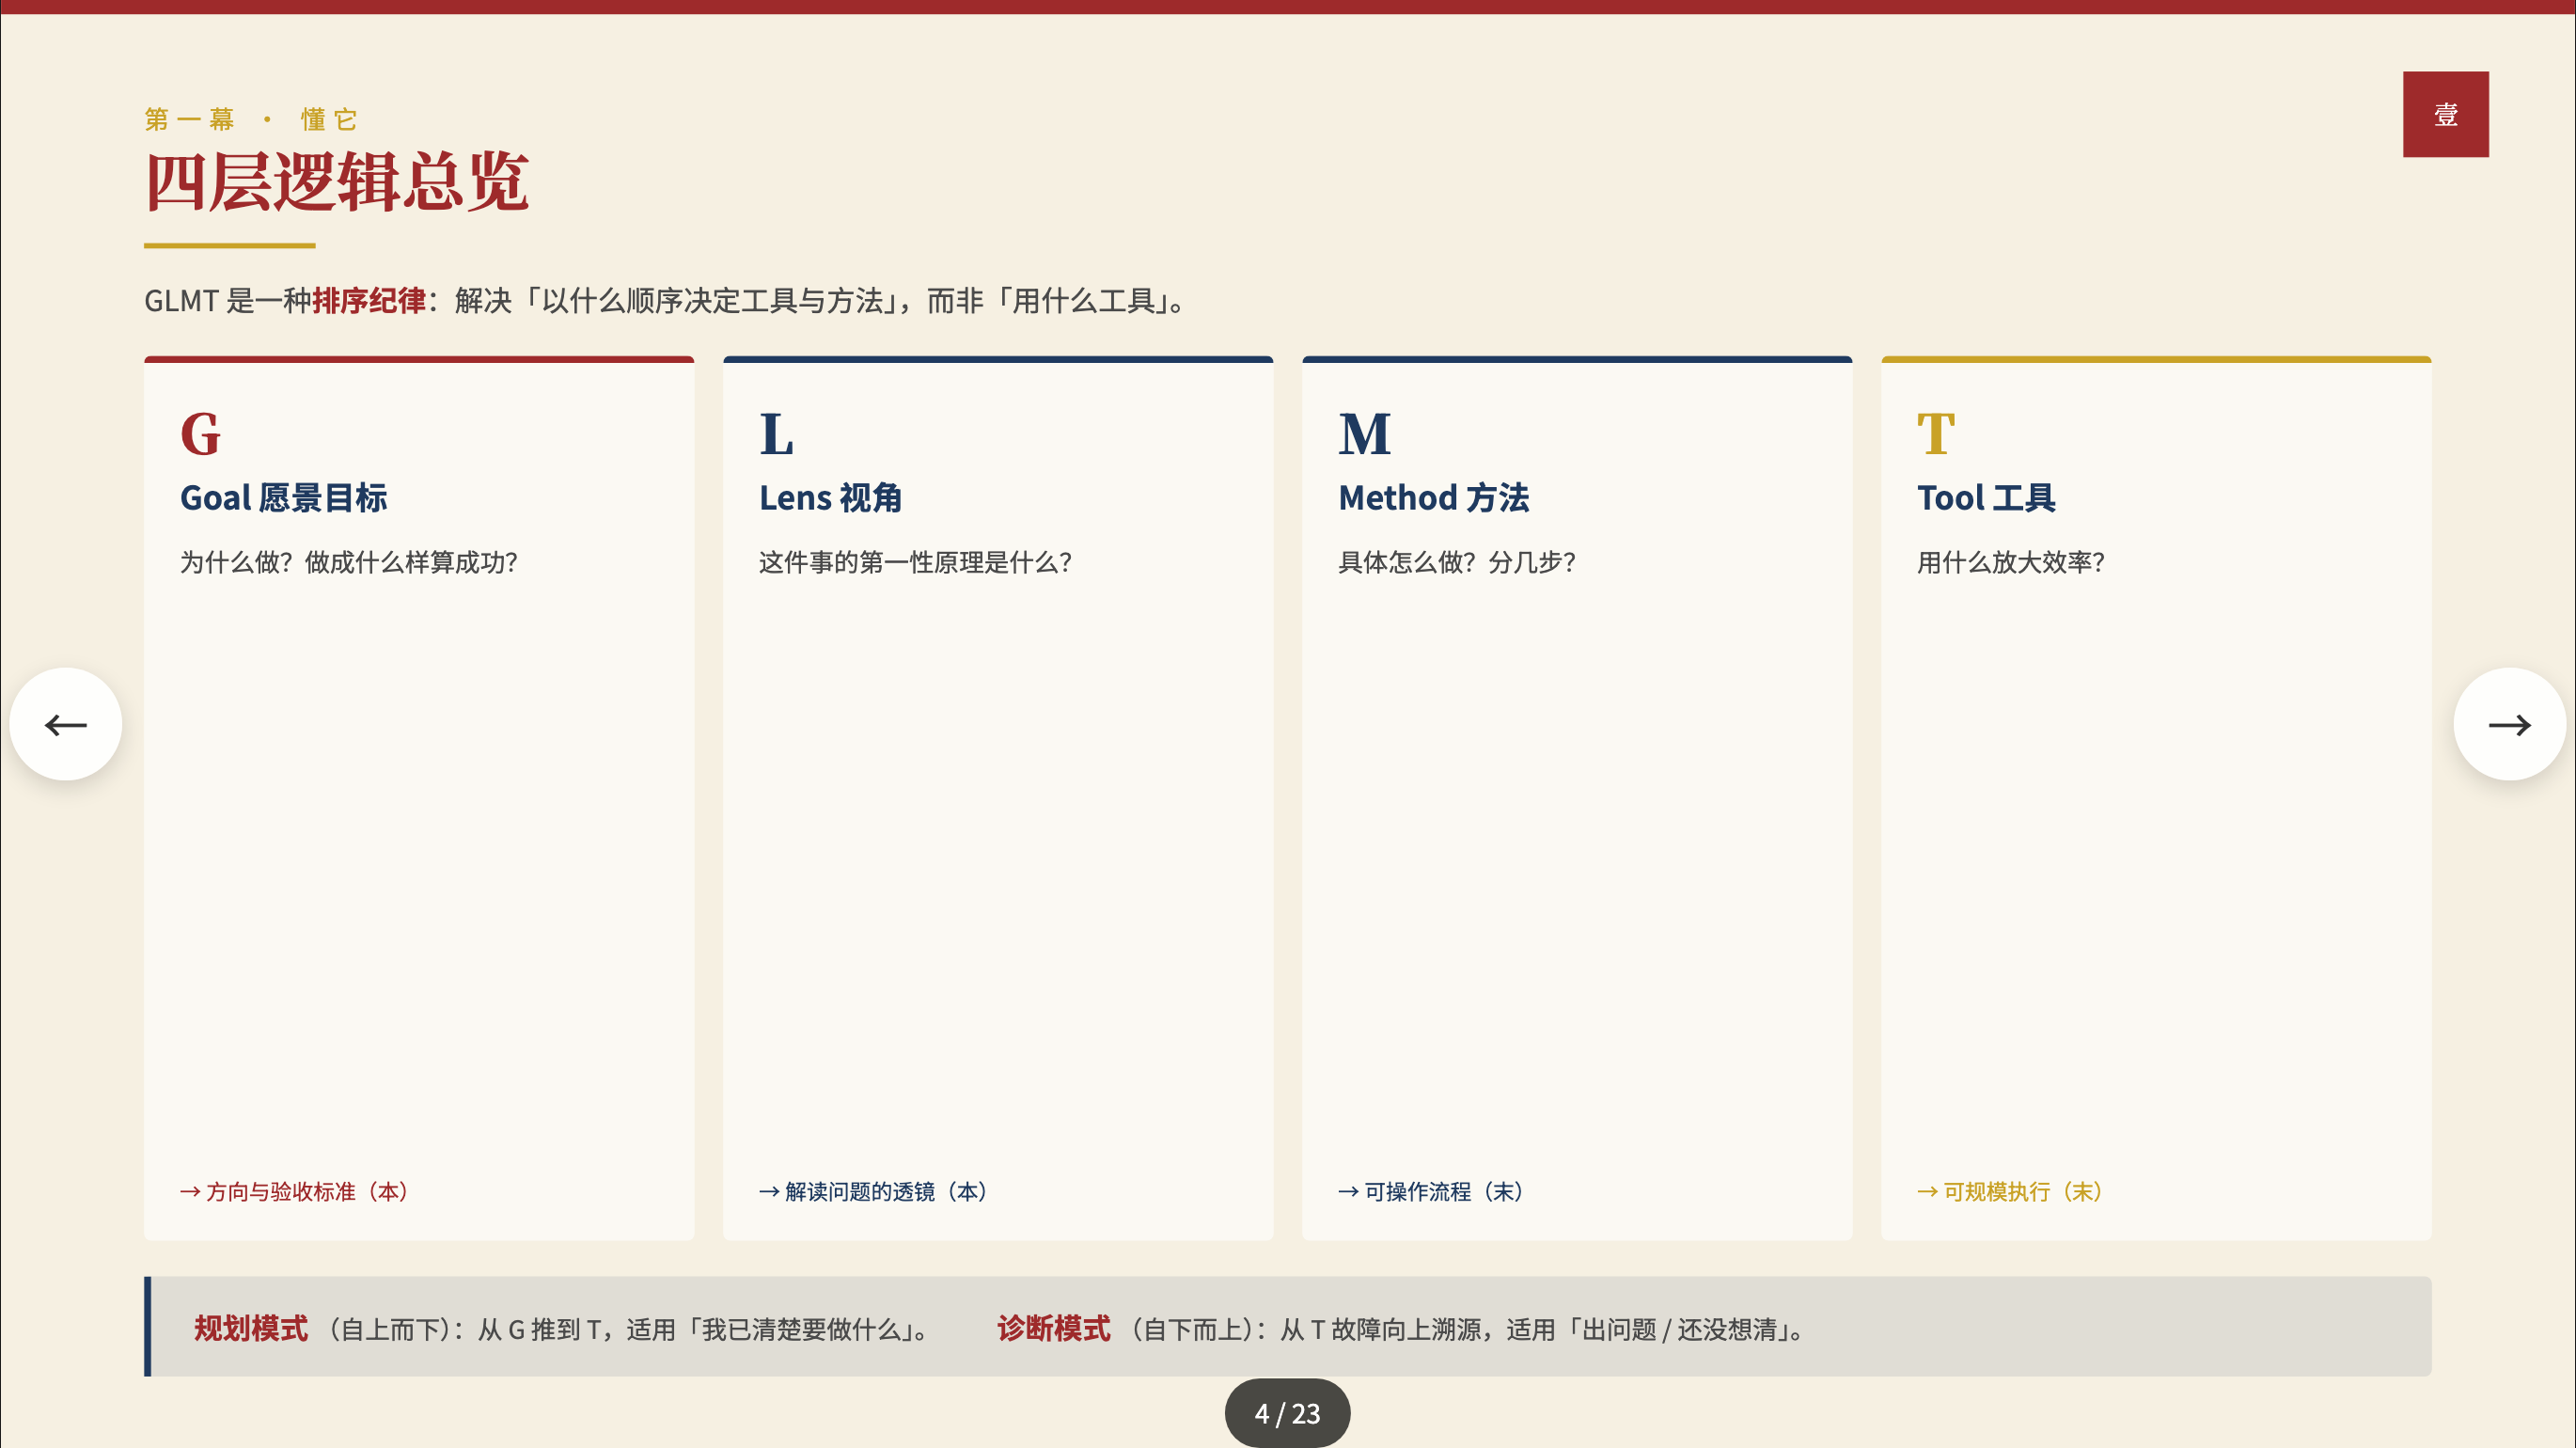 第一幕 · 懂它
壹
四层逻辑总览
GLMT 是一种排序纪律：解决「以什么顺序决定工具与方法」，而非「用什么工具」。
G
Goal 愿景目标
为什么做？做成什么样算成功？
→ 方向与验收标准（本）
L
Lens 视角
这件事的第一性原理是什么？
→ 解读问题的透镜（本）
M
Method 方法
具体怎么做？分几步？
→ 可操作流程（末）
T
Tool 工具
用什么放大效率？
→ 可规模执行（末）
←
→
规划模式（自上而下）：从 G 推到 T，适用「我已清楚要做什么」。 诊断模式（自下而上）：从 T 故障向上溯源，适用「出问题 / 还没想清」。
4 / 23